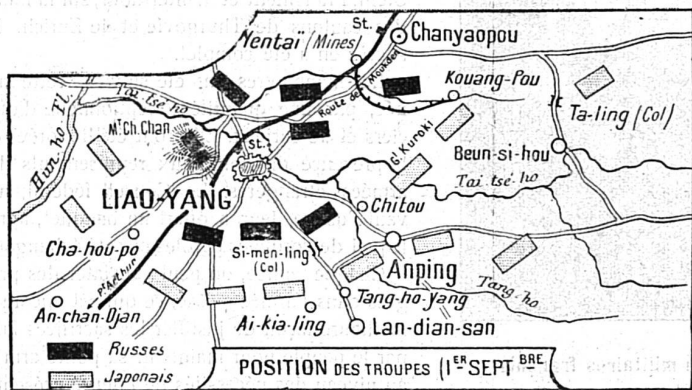 St.
Yentaï (Mines)
Chanyaopou
Kouang-Pou
Route de Moukden
Taï tsé ho
Hun ho Fl.
Mt Ch. Chan
St.
Gl Kuroki
Ta-ling (Col)
Beun-si-hou
Taï tsé ho
LIAO-YANG
Chitou
Cha-hou-po
Si-men-ling
(Col)
Anping
Tang-ho
Pt Arthur
Tang-ho-yang
An-chan-Djan
Ai-kia-ling
Lan-dian-san
Russes
Japonais
POSITION DES TROUPES (1ER SEPTBRE